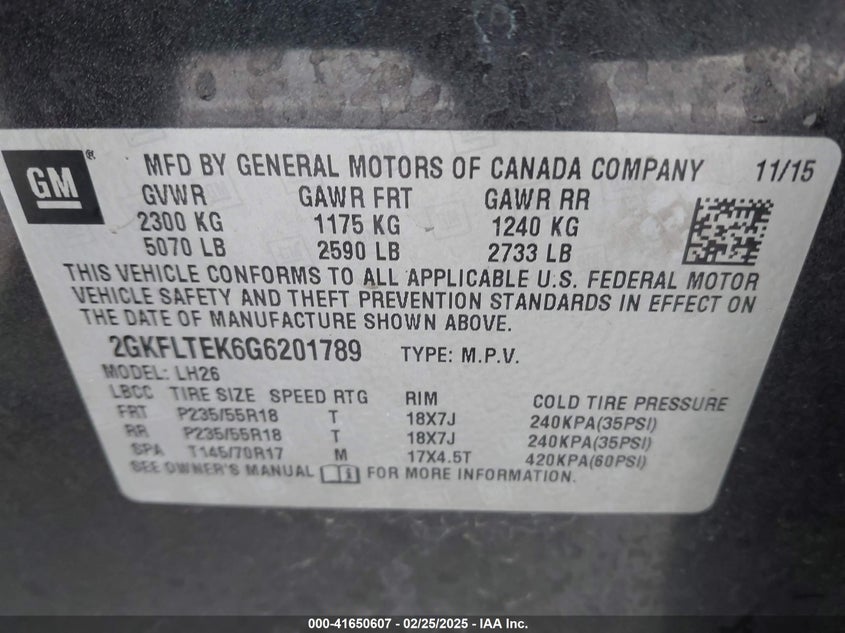 GM ®
MFD BY GENERAL MOTORS OF CANADA COMPANY 11/15
GVWR GAWR FRT GAWR RR
2300 KG 1175 KG 1240 KG
5070 LB 2590 LB 2733 LB
THIS VEHICLE CONFORMS TO ALL APPLICABLE U.S. FEDERAL MOTOR
VEHICLE SAFETY AND THEFT PREVENTION STANDARDS IN EFFECT ON
THE DATE OF MANUFACTURE SHOWN ABOVE.
2GKFLTEK6G6201789 TYPE: M.P.V.
MODEL: LH26
LBCC TIRE SIZE SPEED RTG RIM COLD TIRE PRESSURE
FRT P235/55R18 T 18X7J 240KPA(35PSI)
RR P235/55R18 T 18X7J 240KPA(35PSI)
SPA T145/70R17 M 17X4.5T 420KPA(60PSI)
SEE OWNER'S MANUAL FOR MORE INFORMATION.
000-41650607 - 02/25/2025 - IAA Inc.